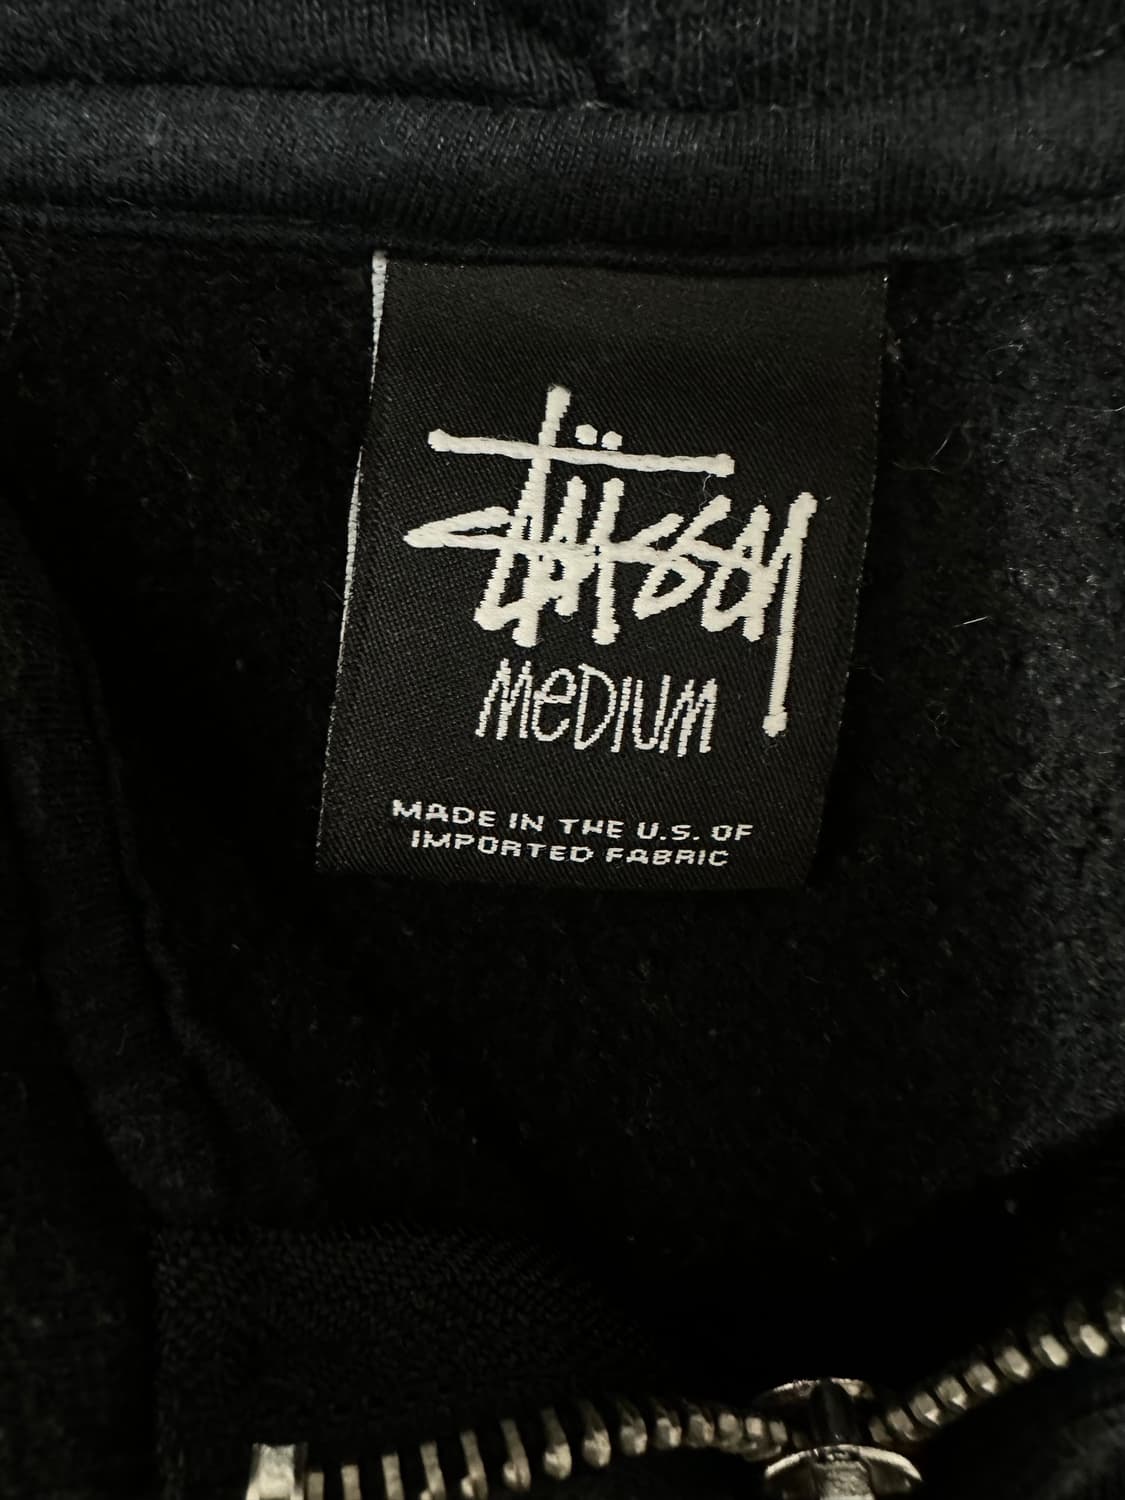 Stüssy
MeDIUM
MADE IN THE U.S. OF
IMPORTED FABRIC